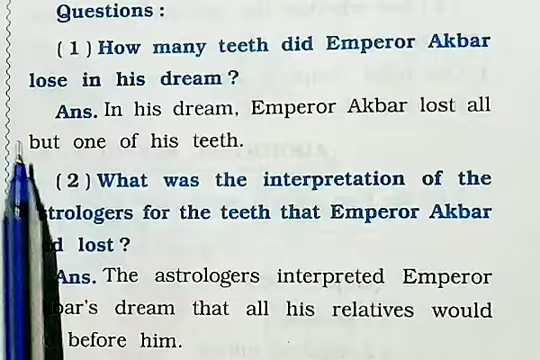 Questions :
( 1 ) How many teeth did Emperor Akbar
lose in his dream ?
Ans. In his dream, Emperor Akbar lost all
but one of his teeth.
( 2 ) What was the interpretation of the
trologers for the teeth that Emperor Akbar
d lost ?
Ans. The astrologers interpreted Emperor
bar's dream that all his relatives would
before him.